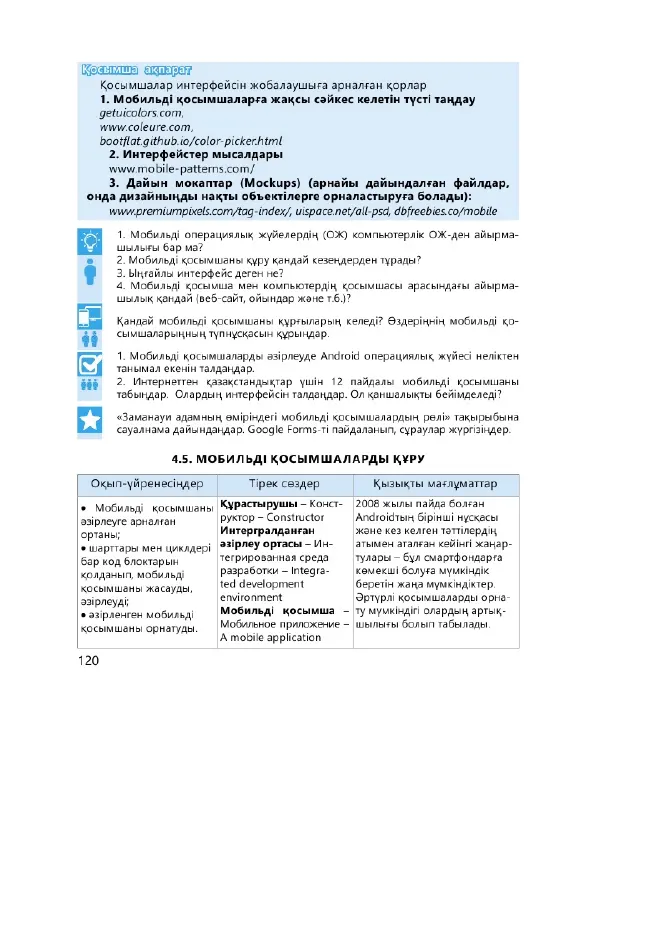 Қосымша ақпарат
Қосымшалар интерфейсін жобалаушыға арналған қорлар
1. Мобильді қосымшаларға жақсы сәйкес келетін түсті таңдау
getuicolors.com,
www.coleure.com,
bootflat.github.io/color-picker.html
2. Интерфейстер мысалдары
www.mobile-patterns.com/
3. Дайын мокаптар (Mockups) (арнайы дайындалған файлдар,
онда дизайныңды нақты объектілерге орналастыруға болады):
www.premiumpixels.com/tag-index/, uispace.net/all-psd, dbfreebies.co/mobile
1. Мобильді операциялық жүйелердің (ОЖ) компьютерлік ОЖ-ден айырма-
шылығы бар ма?
2. Мобильді қосымшаны құру қандай кезеңдерден тұрады?
3. Ыңғайлы интерфейс деген не?
4. Мобильді қосымша мен компьютердің қосымшасы арасындағы айырма-
шылық қандай (веб-сайт, ойындар және т.б.)?
Қандай мобильді қосымшаны құрғыларың келеді? Өздеріңнің мобильді қо-
сымшаларыңның түпнұсқасын құрыңдар.
1. Мобильді қосымшаларды әзірлеуде Android операциялық жүйесі неліктен
танымал екенін талдаңдар.
2. Интернеттен қазақстандықтар үшін 12 пайдалы мобильді қосымшаны
табыңдар. Олардың интерфейсін талдаңдар. Ол қаншалықты бейімделеді?
«Заманауи адамның өміріндегі мобильді қосымшалардың рөлі» тақырыбына
сауалнама дайындаңдар. Google Forms-ті пайдаланып, сұраулар жүргізіңдер.
4.5. МОБИЛЬДІ ҚОСЫМШАЛАРДЫ ҚҰРУ
Оқып-үйренесіңдер
• Мобильді қосымшаны
әзірлеуге арналған
ортаны;
• шарттары мен циклдері
бар код блоктарын
қолданып, мобильді
қосымшаны жасауды,
әзірлеуді;
• әзірленген мобильді
қосымшаны орнатуды.
Тірек сөздер
Құрастырушы – Конст-
руктор – Constructor
Интергралданған
әзірлеу ортасы – Ин-
тегрированная среда
разработки – Integra-
ted development
environment
Мобильді қосымша –
Мобильное приложение –
A mobile application
Қызықты мағлұматтар
2008 жылы пайда болған
Androidтың бірінші нұсқасы
және кез келген тәттілердің
атымен аталған кейінгі жаңар-
тулары – бұл смартфондарға
көмекші болуға мүмкіндік
беретін жаңа мүмкіндіктер.
Әртүрлі қосымшаларды орна-
ту мүмкіндігі олардың артық-
шылығы болып табылады.
120